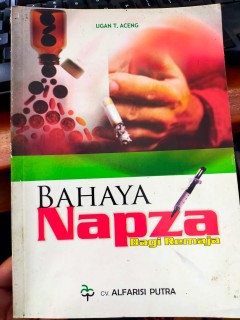 UGAN T. ACENG
BAHAYA
Napza
Bagi Remaja
CV. ALFARISI PUTRA